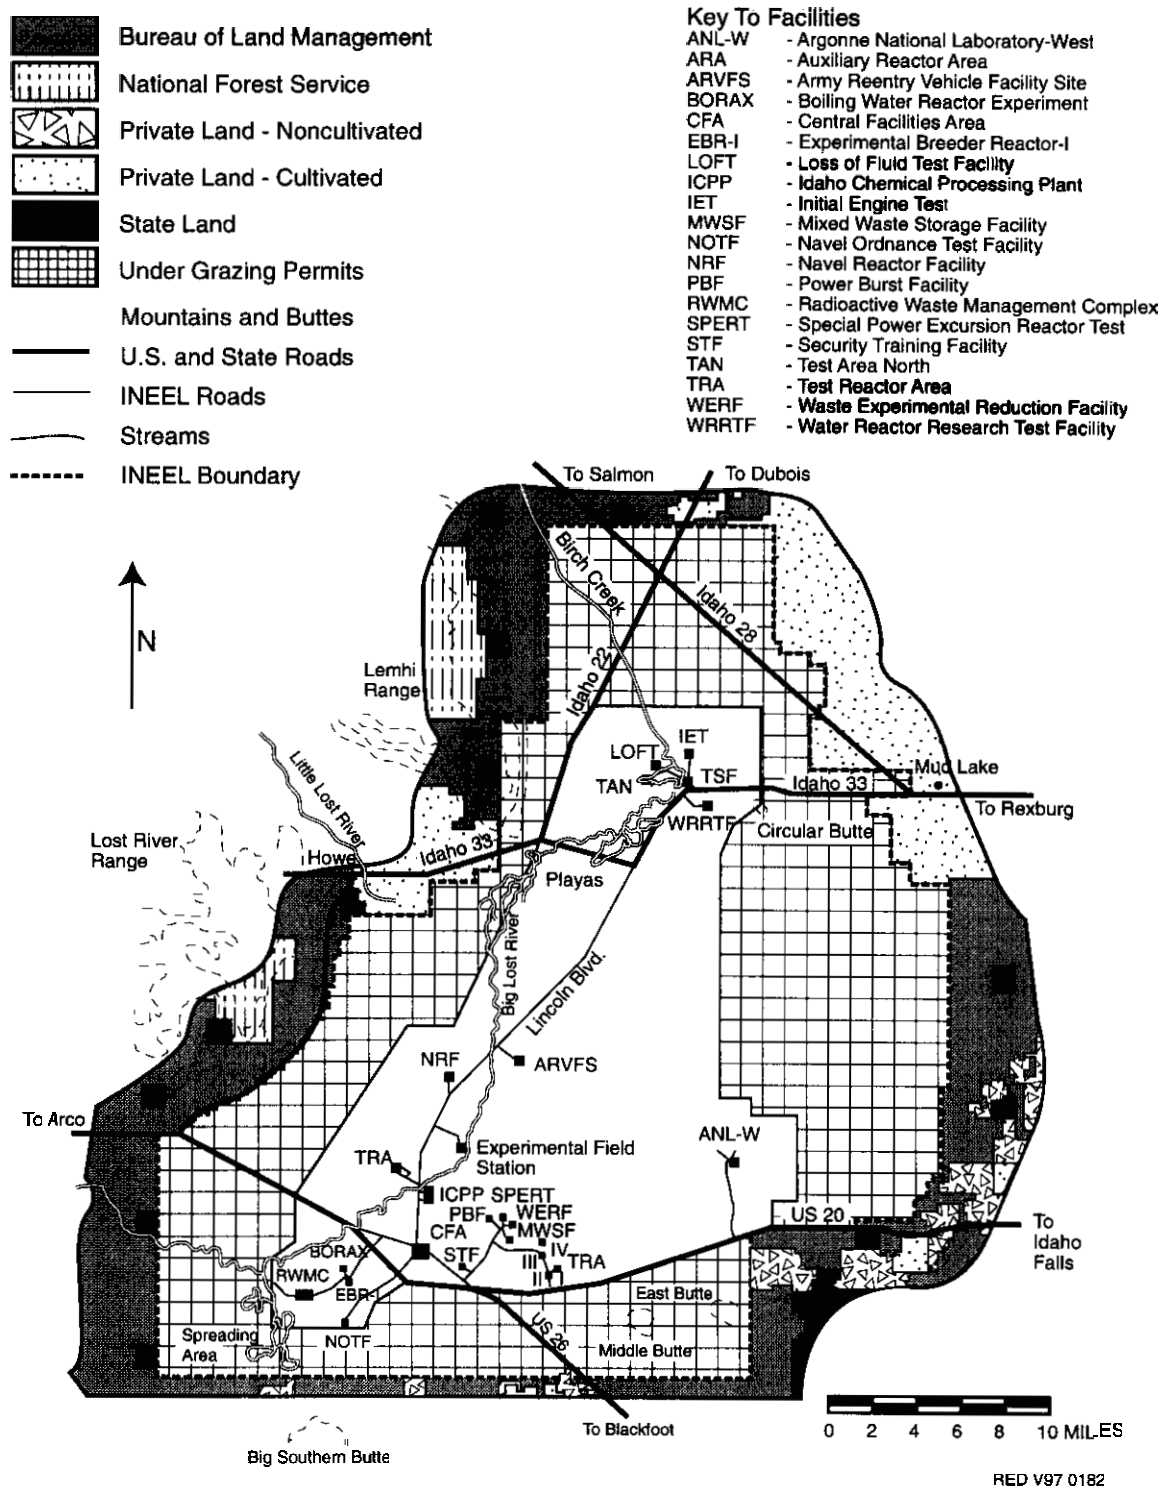 Bureau of Land Management
National Forest Service
Private Land - Noncultivated
Private Land - Cultivated
State Land
Under Grazing Permits
Mountains and Buttes
U.S. and State Roads
INEEL Roads
Streams
INEEL Boundary
Key To Facilities
ANL-W - Argonne National Laboratory-West
ARA - Auxiliary Reactor Area
ARVFS - Army Reentry Vehicle Facility Site
BORAX - Boiling Water Reactor Experiment
CFA - Central Facilities Area
EBR-I - Experimental Breeder Reactor-I
LOFT - Loss of Fluid Test Facility
ICPP - Idaho Chemical Processing Plant
IET - Initial Engine Test
MWSF - Mixed Waste Storage Facility
NOTF - Navel Ordnance Test Facility
NRF - Navel Reactor Facility
PBF - Power Burst Facility
RWMC - Radioactive Waste Management Complex
SPERT - Special Power Excursion Reactor Test
STF - Security Training Facility
TAN - Test Area North
TRA - Test Reactor Area
WERF - Waste Experimental Reduction Facility
WRRTF - Water Reactor Research Test Facility
To Salmon
To Dubois
Birch Creek
Idaho 28
N
Lemhi
Range
Idaho 22
IET
LOFT
TAN
TSF
Mud Lake
Idaho 33
To Rexburg
Little Lost River
WRRTF
Circular Butte
Lost River
Range
Howe
Idaho 33
Playas
Big Lost River
Lincoln Blvd.
NRF
ARVFS
To Arco
ANL-W
Experimental Field
Station
TRA
ICPP
SPERT
PBF
WERF
MWSF
CFA
US 20
To
Idaho
Falls
BORAX
STF
IV
III
TRA
II
I
RWMC
EBR-I
East Butte
NOTF
US 26
Spreading
Area
Middle Butte
To Blackfoot
Big Southern Butte
0 2 4 6 8 10 MILES
RED V97 0182